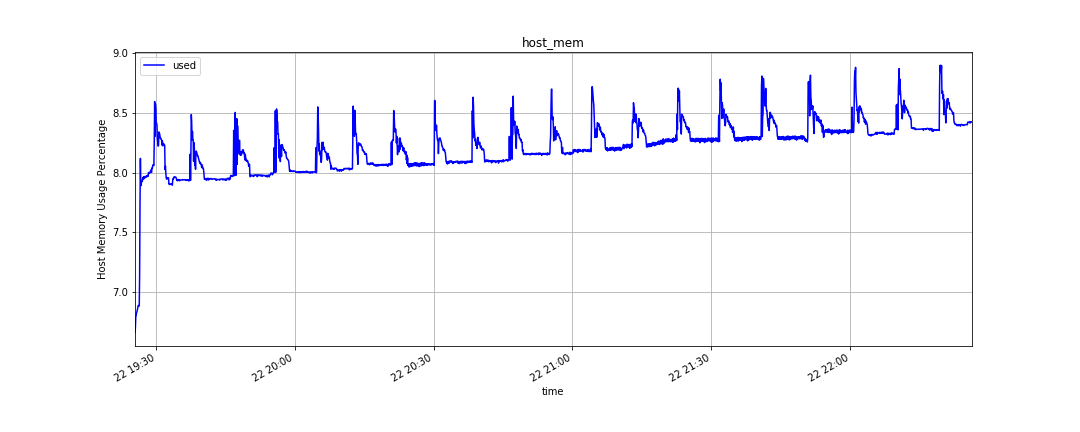 host_mem
used
Host Memory Usage Percentage
9.0
8.5
8.0
7.5
7.0
22 19:30
22 20:00
22 20:30
22 21:00
22 21:30
22 22:00
time